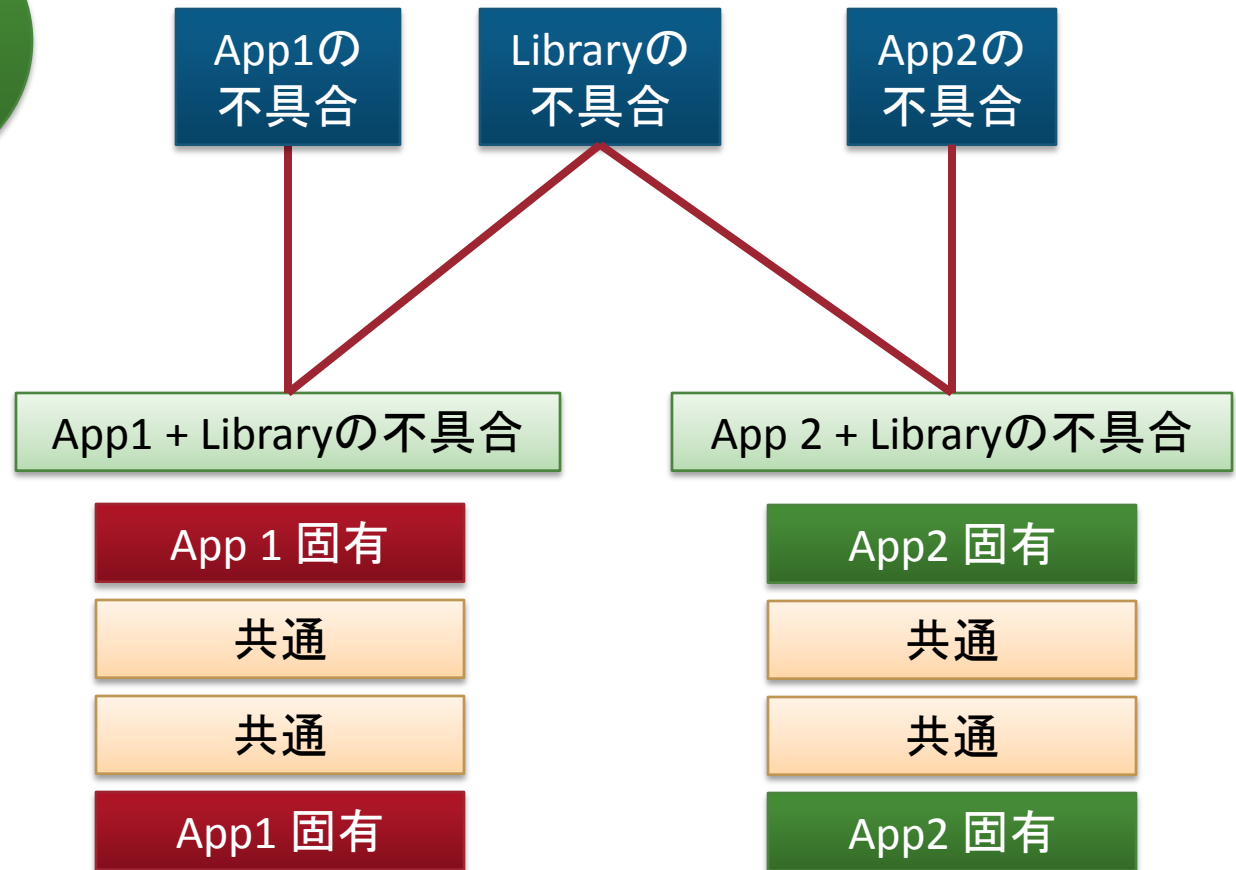 App1の
不具合
Libraryの
不具合
App2の
不具合
App1 + Libraryの不具合
App 2 + Libraryの不具合
App 1 固有
共通
共通
App1 固有
App2 固有
共通
共通
App2 固有